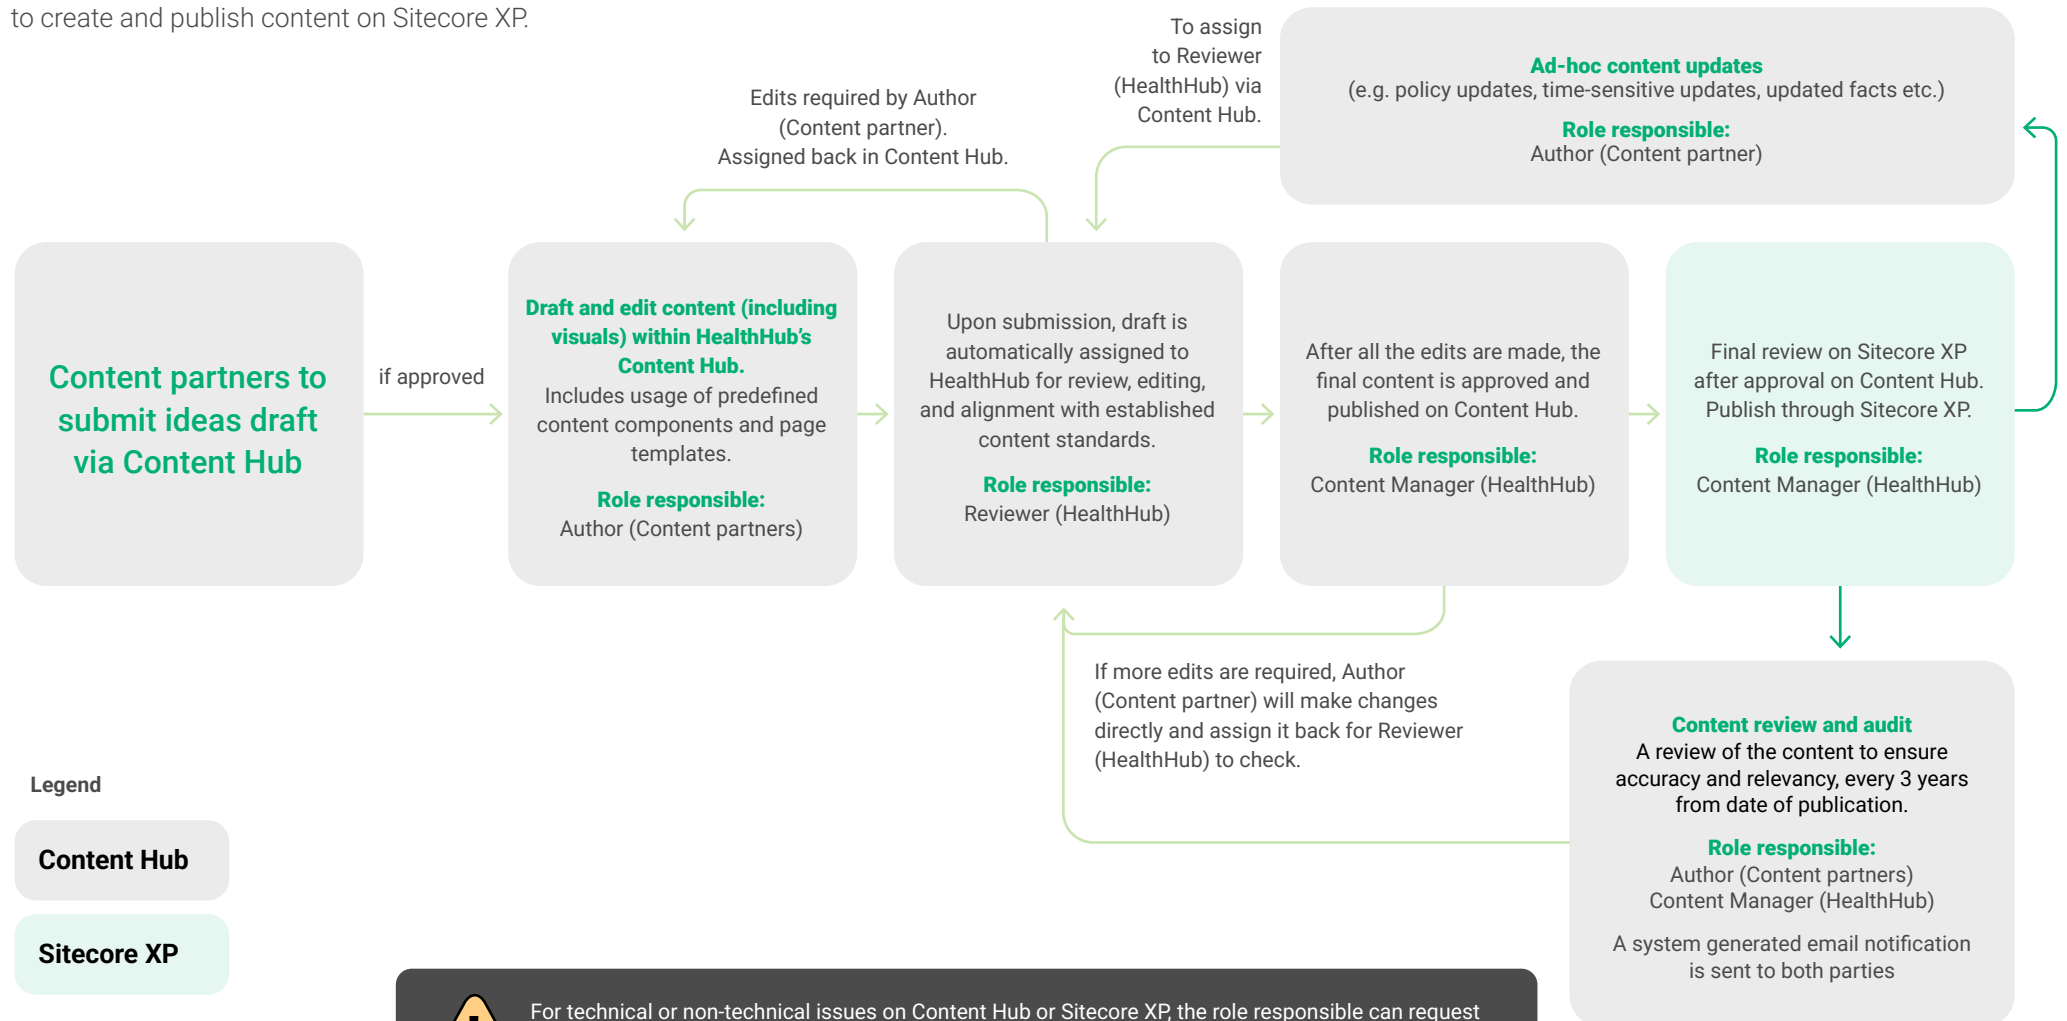 to create and publish content on Sitecore XP.
To assign
to Reviewer
(HealthHub) via
Content Hub.
Ad-hoc content updates
(e.g. policy updates, time-sensitive updates, updated facts etc.)
Role responsible:
Author (Content partner)
Edits required by Author
(Content partner).
Assigned back in Content Hub.
Content partners to
submit ideas draft
via Content Hub
if approved
Draft and edit content (including
visuals) within HealthHub’s
Content Hub.
Includes usage of predefined
content components and page
templates.
Role responsible:
Author (Content partners)
Upon submission, draft is
automatically assigned to
HealthHub for review, editing,
and alignment with established
content standards.
Role responsible:
Reviewer (HealthHub)
After all the edits are made, the
final content is approved and
published on Content Hub.
Role responsible:
Content Manager (HealthHub)
Final review on Sitecore XP
after approval on Content Hub.
Publish through Sitecore XP.
Role responsible:
Content Manager (HealthHub)
If more edits are required, Author
(Content partner) will make changes
directly and assign it back for Reviewer
(HealthHub) to check.
Content review and audit
A review of the content to ensure
accuracy and relevancy, every 3 years
from date of publication.
Role responsible:
Author (Content partners)
Content Manager (HealthHub)
A system generated email notification
is sent to both parties
Legend
Content Hub
Sitecore XP
For technical or non-technical issues on Content Hub or Sitecore XP, the role responsible can request